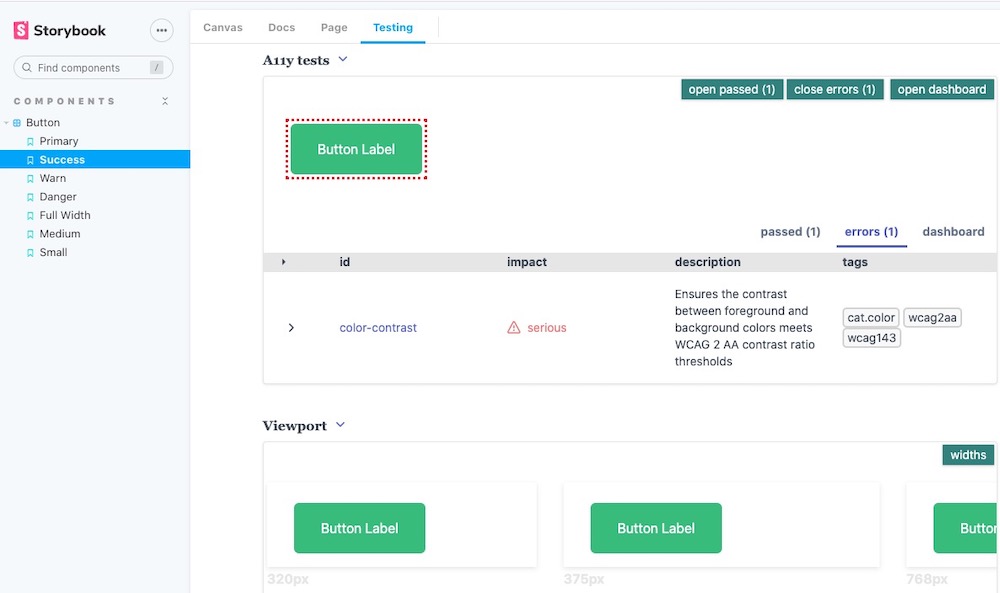 Storybook
Find components /
COMPONENTS
Button
Primary
Success
Warn
Danger
Full Width
Medium
Small
Canvas Docs Page Testing
A11y tests
open passed (1) close errors (1) open dashboard
Button Label
passed (1) errors (1) dashboard
id impact description tags
color-contrast
serious
Ensures the contrast
between foreground and
background colors meets
WCAG 2 AA contrast ratio
thresholds
cat.color wcag2aa
wcag143
Viewport
widths
Button Label Button Label Button
320px 375px 768px